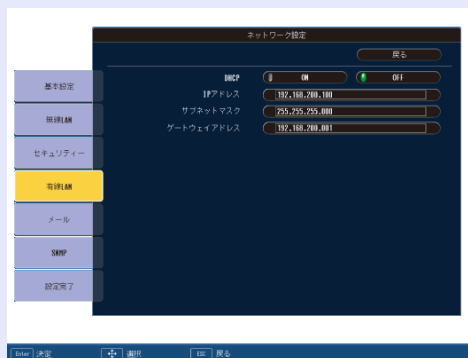 ネットワーク設定
戻る
基本設定
無線LAN
セキュリティー
有線LAN
メール
SNMP
設定完了
DHCP ON OFF
IPアドレス 192.168.200.100
サブネットマスク 255.255.255.000
ゲートウェイアドレス 192.168.200.001
Enter 決定 選択 ESC 戻る